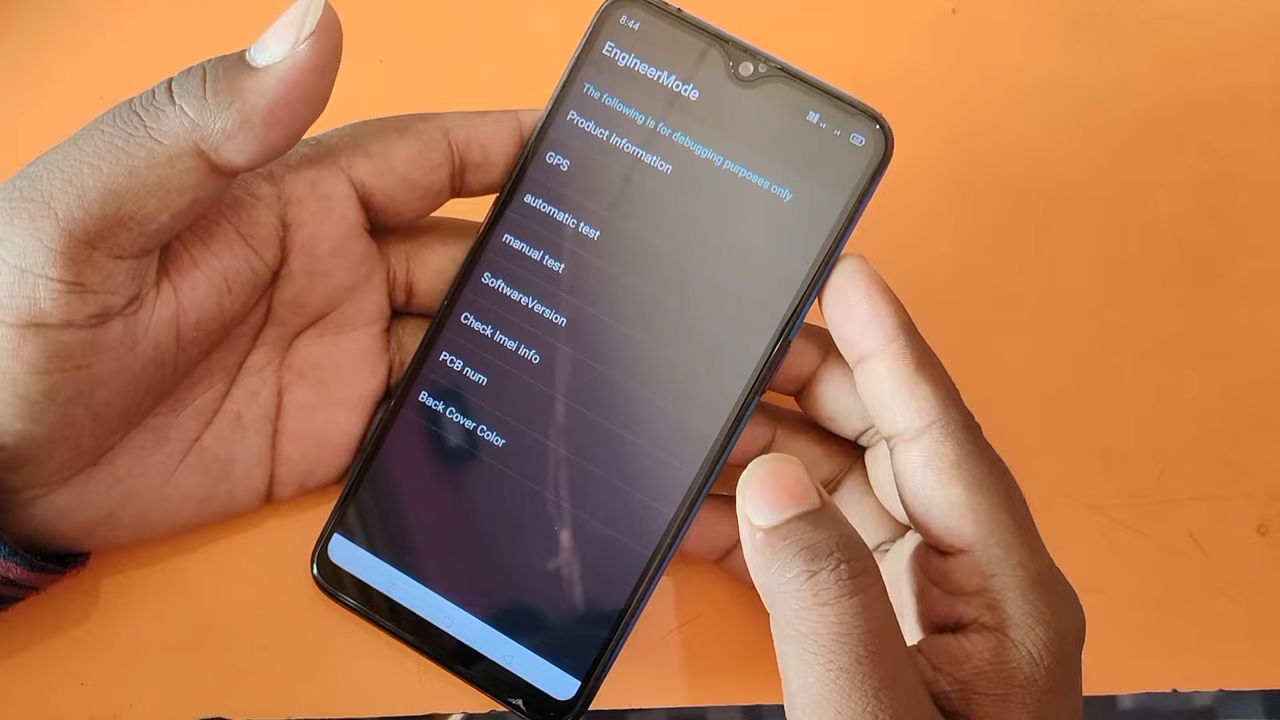 8:44
EngineerMode
The following is for debugging purposes only
Product Information
GPS
automatic test
manual test
SoftwareVersion
Check Imei Info
PCB num
Back Cover Color